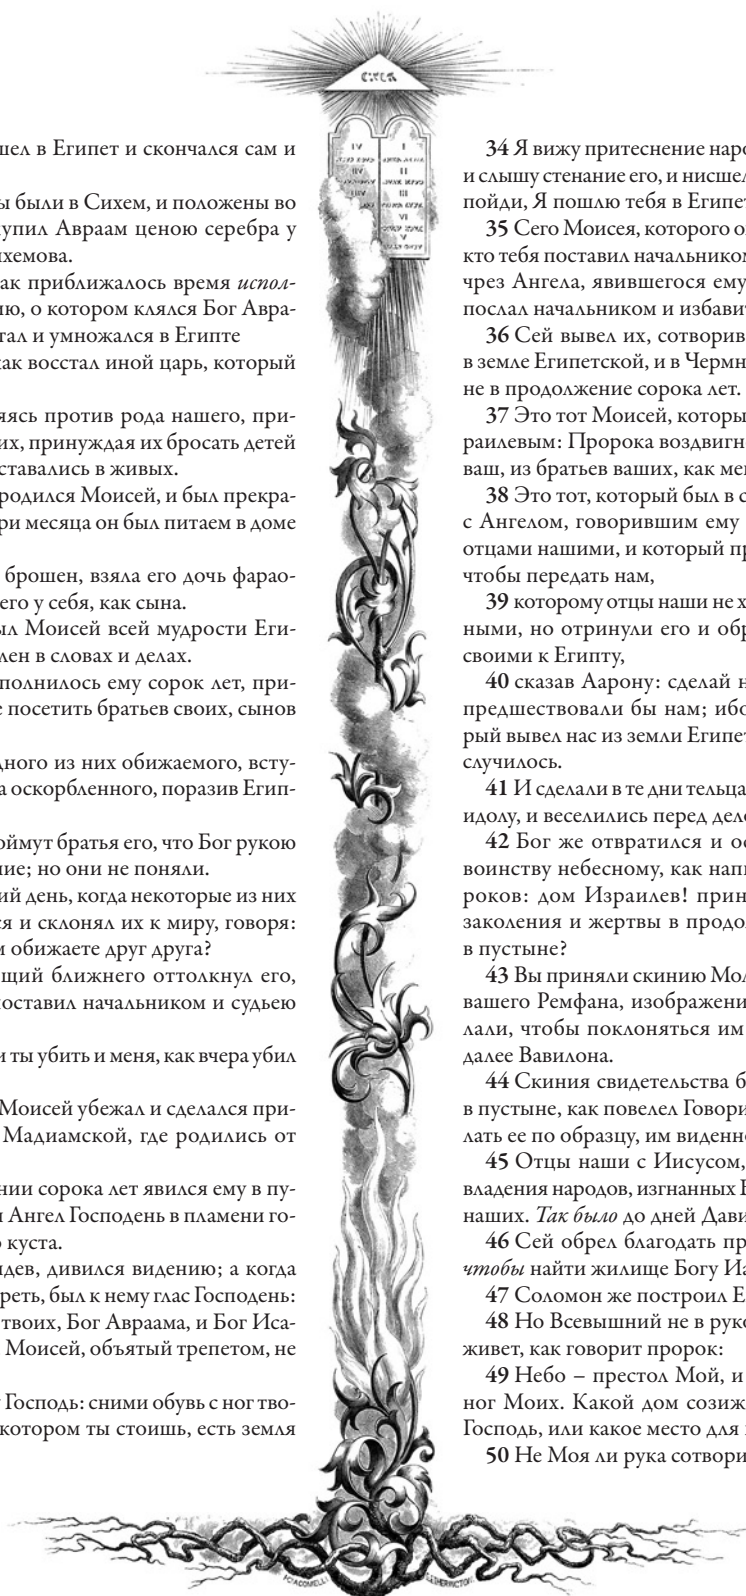 шел в Египет и скончался сам и
ы были в Сихем, и положены во
упил Авраам ценою серебра у
ихемова.
ак приближалось время испол-
ию, о котором клялся Бог Авра-
тал и умножался в Египте
как восстал иной царь, который
яясь против рода нашего, при-
их, принуждая их бросать детей
ставались в живых.
родился Моисей, и был прекра-
ри месяца он был питаем в доме
брошен, взяла его дочь фарао-
его у себя, как сына.
ыл Моисей всей мудрости Еги-
лен в словах и делах.
полнилось ему сорок лет, при-
е посетить братьев своих, сынов
дного из них обижаемого, всту-
а оскорбленного, поразив Егип-
оймут братья его, что Бог рукою
ние; но они не поняли.
ий день, когда некоторые из них
я и склонял их к миру, говоря:
м обижаете друг друга?
щий ближнего оттолкнул его,
оставил начальником и судьею
и ты убить и меня, как вчера убил
Моисей убежал и сделался при-
Мадиамской, где родились от
нии сорока лет явился ему в пу-
и Ангел Господень в пламени го-
о куста.
идев, дивился видению; а когда
реть, был к нему глас Господень:
твоих, Бог Авраама, и Бог Иса-
Моисей, объятый трепетом, не
у Господь: сними обувь с ног тво-
котором ты стоишь, есть земля
34 Я вижу притеснение наро
и слышу стенание его, и нисшел
пойди, Я пошлю тебя в Египет
35 Сего Моисея, которого о
кто тебя поставил начальником
чрез Ангела, явившегося ему
послал начальником и избави
36 Сей вывел их, сотворив
в земле Египетской, и в Чермн
не в продолжение сорока лет.
37 Это тот Моисей, которы
раилевым: Пророка воздвигн
ваш, из братьев ваших, как ме
38 Это тот, который был в с
с Ангелом, говорившим ему
отцами нашими, и который пр
чтобы передать нам,
39 которому отцы наши не х
ными, но отринули его и обр
своими к Египту,
40 сказав Аарону: сделай н
предшествовали бы нам; ибо
рый вывел нас из земли Египет
случилось.
41 И сделали в те дни тельца
идолу, и веселились перед дело
42 Бог же отвратился и ос
воинству небесному, как напи
роков: дом Израилев! прин
заколения и жертвы в продол
в пустыне?
43 Вы приняли скинию Мол
вашего Ремфана, изображени
лали, чтобы поклоняться им
далее Вавилона.
44 Скиния свидетельства б
в пустыне, как повелел Говори
лать ее по образцу, им виденн
45 Отцы наши с Иисусом,
владения народов, изгнанных Б
наших. Так было до дней Дави
46 Сей обрел благодать пр
чтобы найти жилище Богу Иа
47 Соломон же построил Е
48 Но Всевышний не в руко
живет, как говорит пророк:
49 Небо – престол Мой, и
ног Моих. Какой дом созиж
Господь, или какое место для
50 Не Моя ли рука сотвори